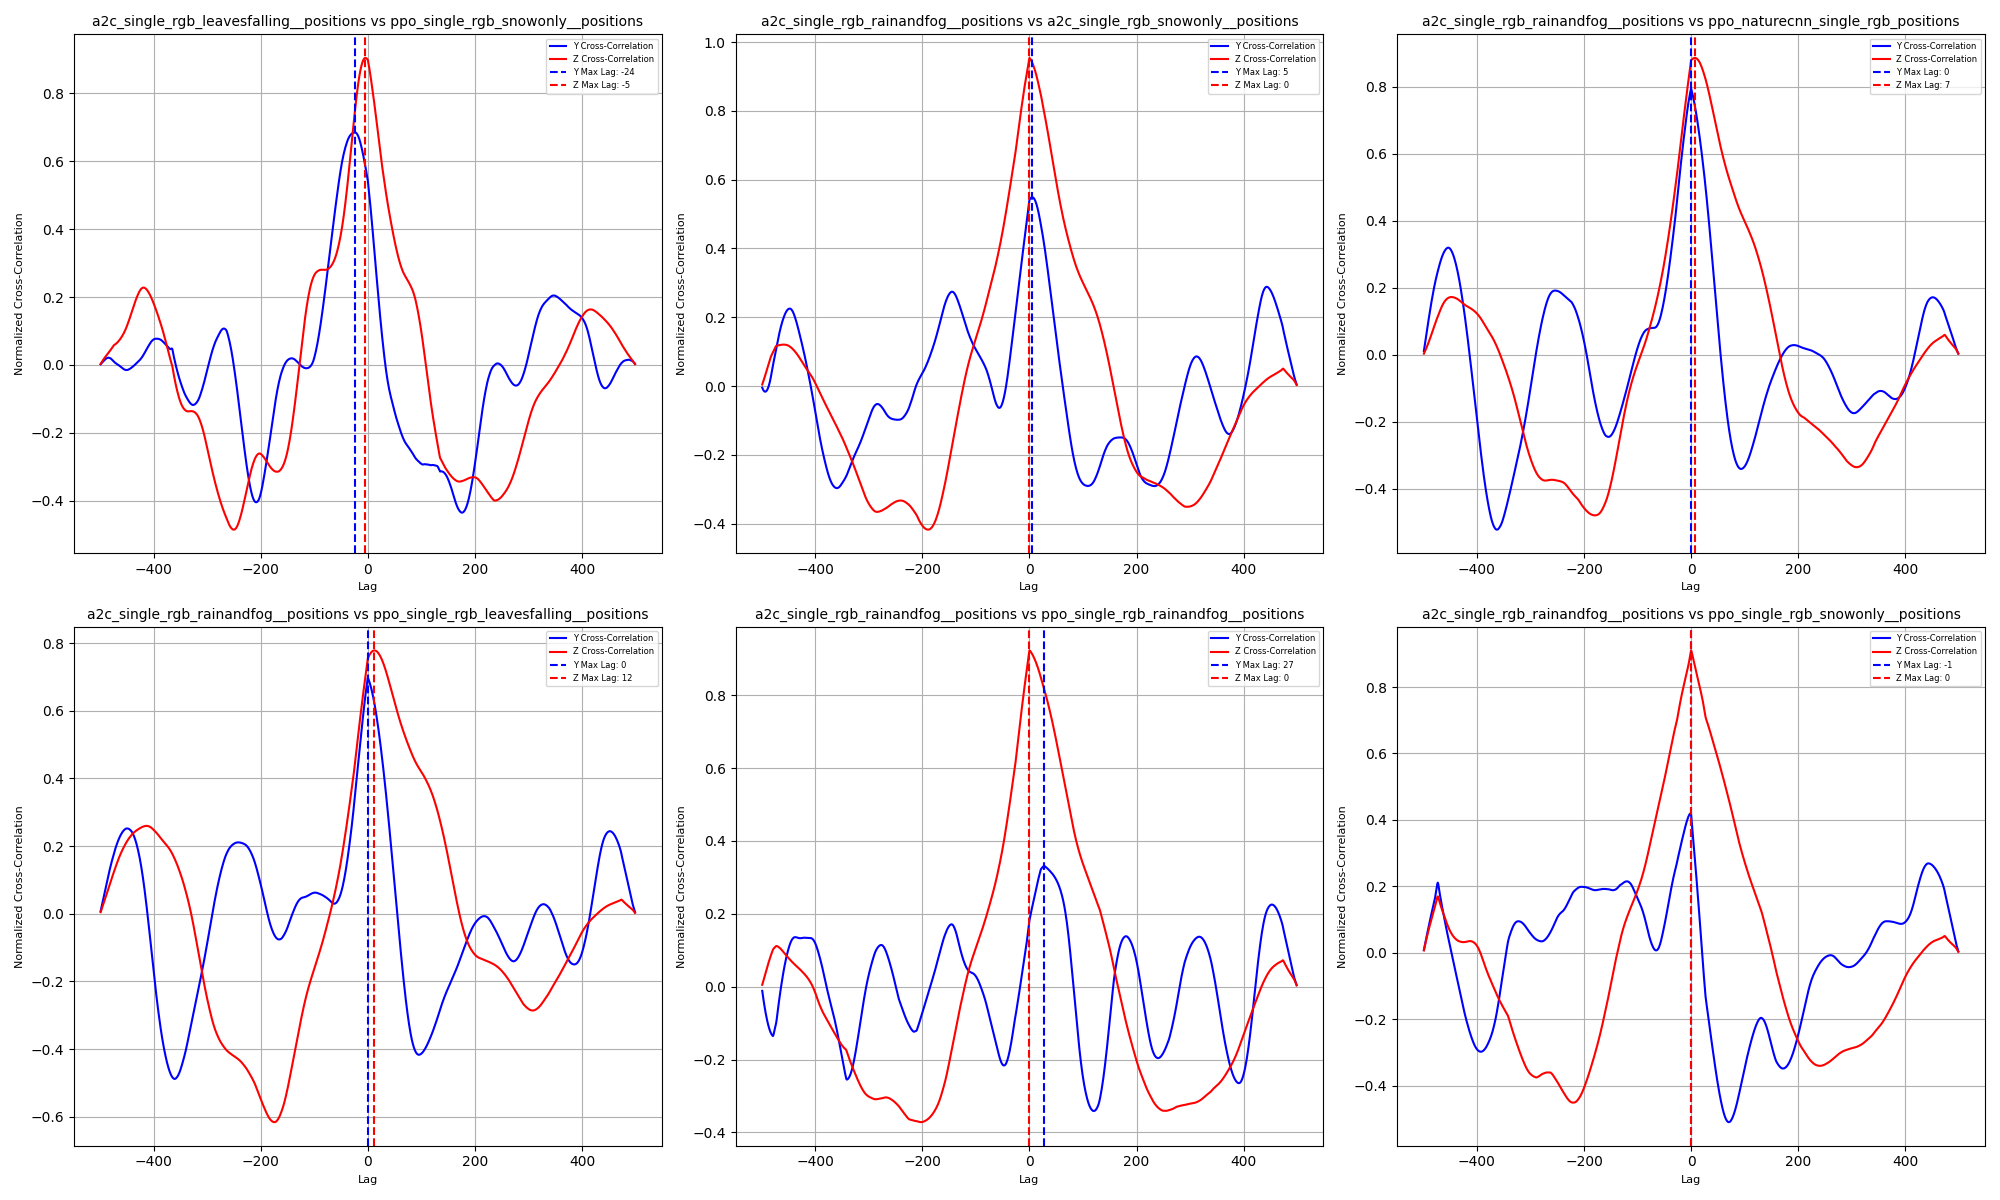 a2c_single_rgb_leavesfalling__positions vs ppo_single_rgb_snowonly__positions
Normalized Cross-Correlation
0.8
0.6
0.4
0.2
0.0
−0.2
−0.4
Y Cross-Correlation
Z Cross-Correlation
Y Max Lag: -24
Z Max Lag: -5
−400 −200 0 200 400
Lag
a2c_single_rgb_rainandfog__positions vs a2c_single_rgb_snowonly__positions
Normalized Cross-Correlation
1.0
0.8
0.6
0.4
0.2
0.0
−0.2
−0.4
Y Cross-Correlation
Z Cross-Correlation
Y Max Lag: 5
Z Max Lag: 0
−400 −200 0 200 400
Lag
a2c_single_rgb_rainandfog__positions vs ppo_naturecnn_single_rgb_positions
Normalized Cross-Correlation
0.8
0.6
0.4
0.2
0.0
−0.2
−0.4
Y Cross-Correlation
Z Cross-Correlation
Y Max Lag: 0
Z Max Lag: 7
−400 −200 0 200 400
Lag
a2c_single_rgb_rainandfog__positions vs ppo_single_rgb_leavesfalling__positions
Normalized Cross-Correlation
0.8
0.6
0.4
0.2
0.0
−0.2
−0.4
−0.6
Y Cross-Correlation
Z Cross-Correlation
Y Max Lag: 0
Z Max Lag: 12
−400 −200 0 200 400
Lag
a2c_single_rgb_rainandfog__positions vs ppo_single_rgb_rainandfog__positions
Normalized Cross-Correlation
0.8
0.6
0.4
0.2
0.0
−0.2
−0.4
Y Cross-Correlation
Z Cross-Correlation
Y Max Lag: 27
Z Max Lag: 0
−400 −200 0 200 400
Lag
a2c_single_rgb_rainandfog__positions vs ppo_single_rgb_snowonly__positions
Normalized Cross-Correlation
0.8
0.6
0.4
0.2
0.0
−0.2
−0.4
Y Cross-Correlation
Z Cross-Correlation
Y Max Lag: -1
Z Max Lag: 0
−400 −200 0 200 400
Lag